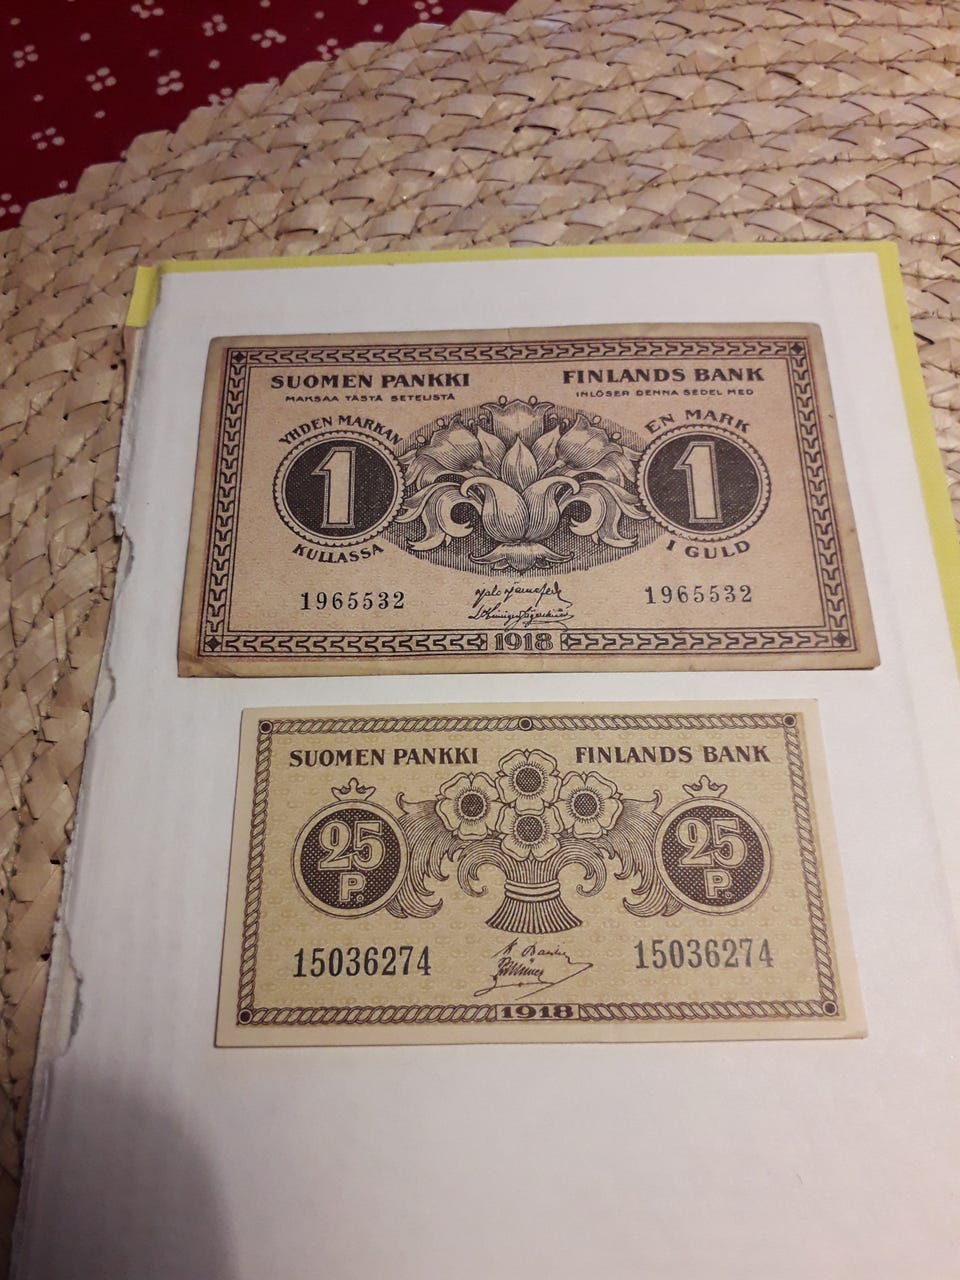 SUOMEN PANKKI FINLANDS BANK
MAKSAA TÄSTÄ SETELISTÄ INLÖSER DENNA SEDEL MED
YHDEN MARKAN EN MARK
1 1
KULLASSA I GULD
1965532 1965532
1918
SUOMEN PANKKI FINLANDS BANK
25 25
P. P.
15036274 15036274
1918